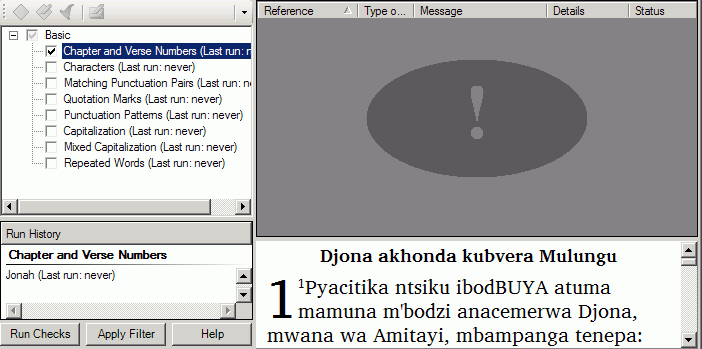 Reference Type o... Message Details Status
Basic
Chapter and Verse Numbers (Last run: n
Characters (Last run: never)
Matching Punctuation Pairs (Last run: never)
Quotation Marks (Last run: never)
Punctuation Patterns (Last run: never)
Capitalization (Last run: never)
Mixed Capitalization (Last run: never)
Repeated Words (Last run: never)
Run History
Chapter and Verse Numbers
Jonah (Last run: never)
Run Checks Apply Filter Help
!
Djona akhonda kubvera Mulungu
1 1Pyacitika ntsiku ibodBUYA atuma
mamuna m'bodzi anacemerwa Djona,
mwana wa Amitayi, mbampanga tenepa: